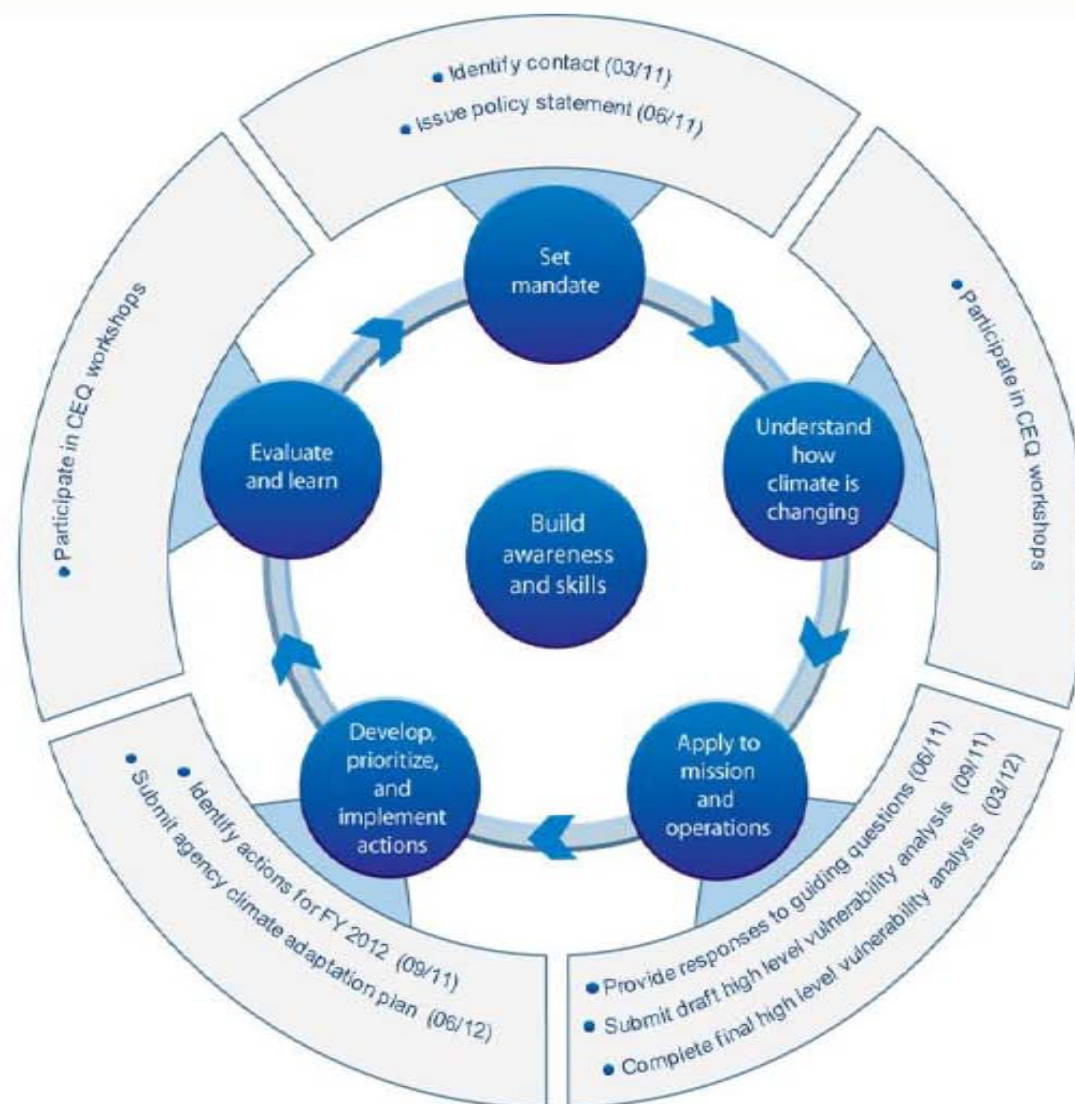 ● Identify contact (03/11)
● Issue policy statement (06/11)
Set
mandate
● Participate in CEQ workshops
Understand
how
climate is
changing
Apply to
mission
and
operations
● Provide responses to guiding questions (06/11)
● Submit draft high level vulnerability analysis (09/11)
● Complete final high level vulnerability analysis (03/12)
Develop,
prioritize,
and
implement
actions
● Identify actions for FY 2012 (09/11)
● Submit agency climate adaptation plan (06/12)
Evaluate
and learn
● Participate in CEQ workshops
Build
awareness
and skills